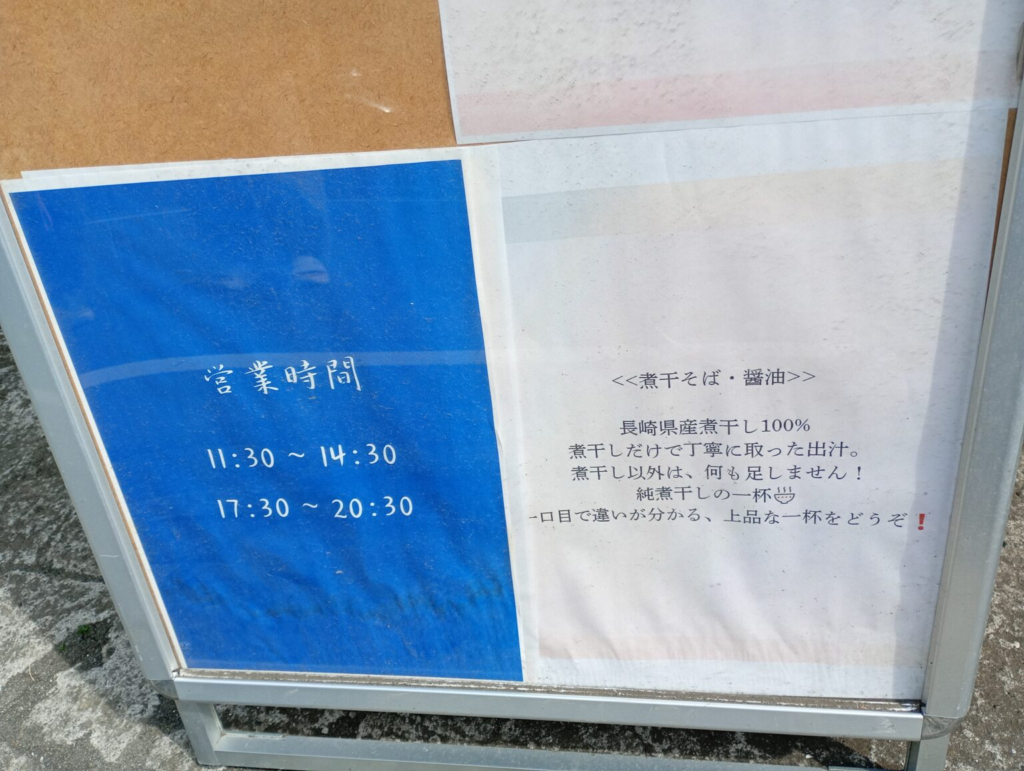 営業時間
11:30 ~ 14:30
17:30 ~ 20:30
<<煮干そば・醤油>>
長崎県産煮干し100%
煮干しだけで丁寧に取った出汁。
煮干し以外は、何も足しません！
純煮干しの一杯♨
一口目で違いが分かる、上品な一杯をどうぞ❗